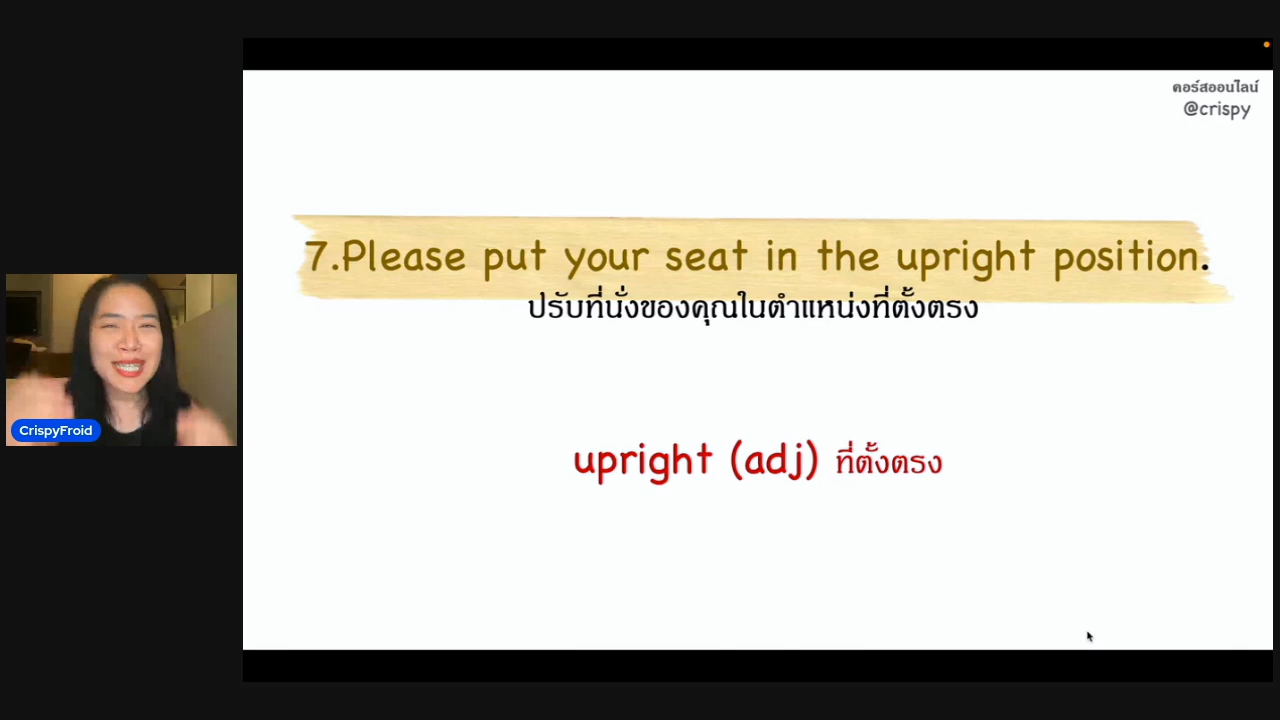 คอร์สออนไลน์
@crispy
7.Please put your seat in the upright position.
ปรับที่นั่งของคุณในตำแหน่งที่ตั้งตรง
upright (adj) ที่ตั้งตรง
CrispyFroid